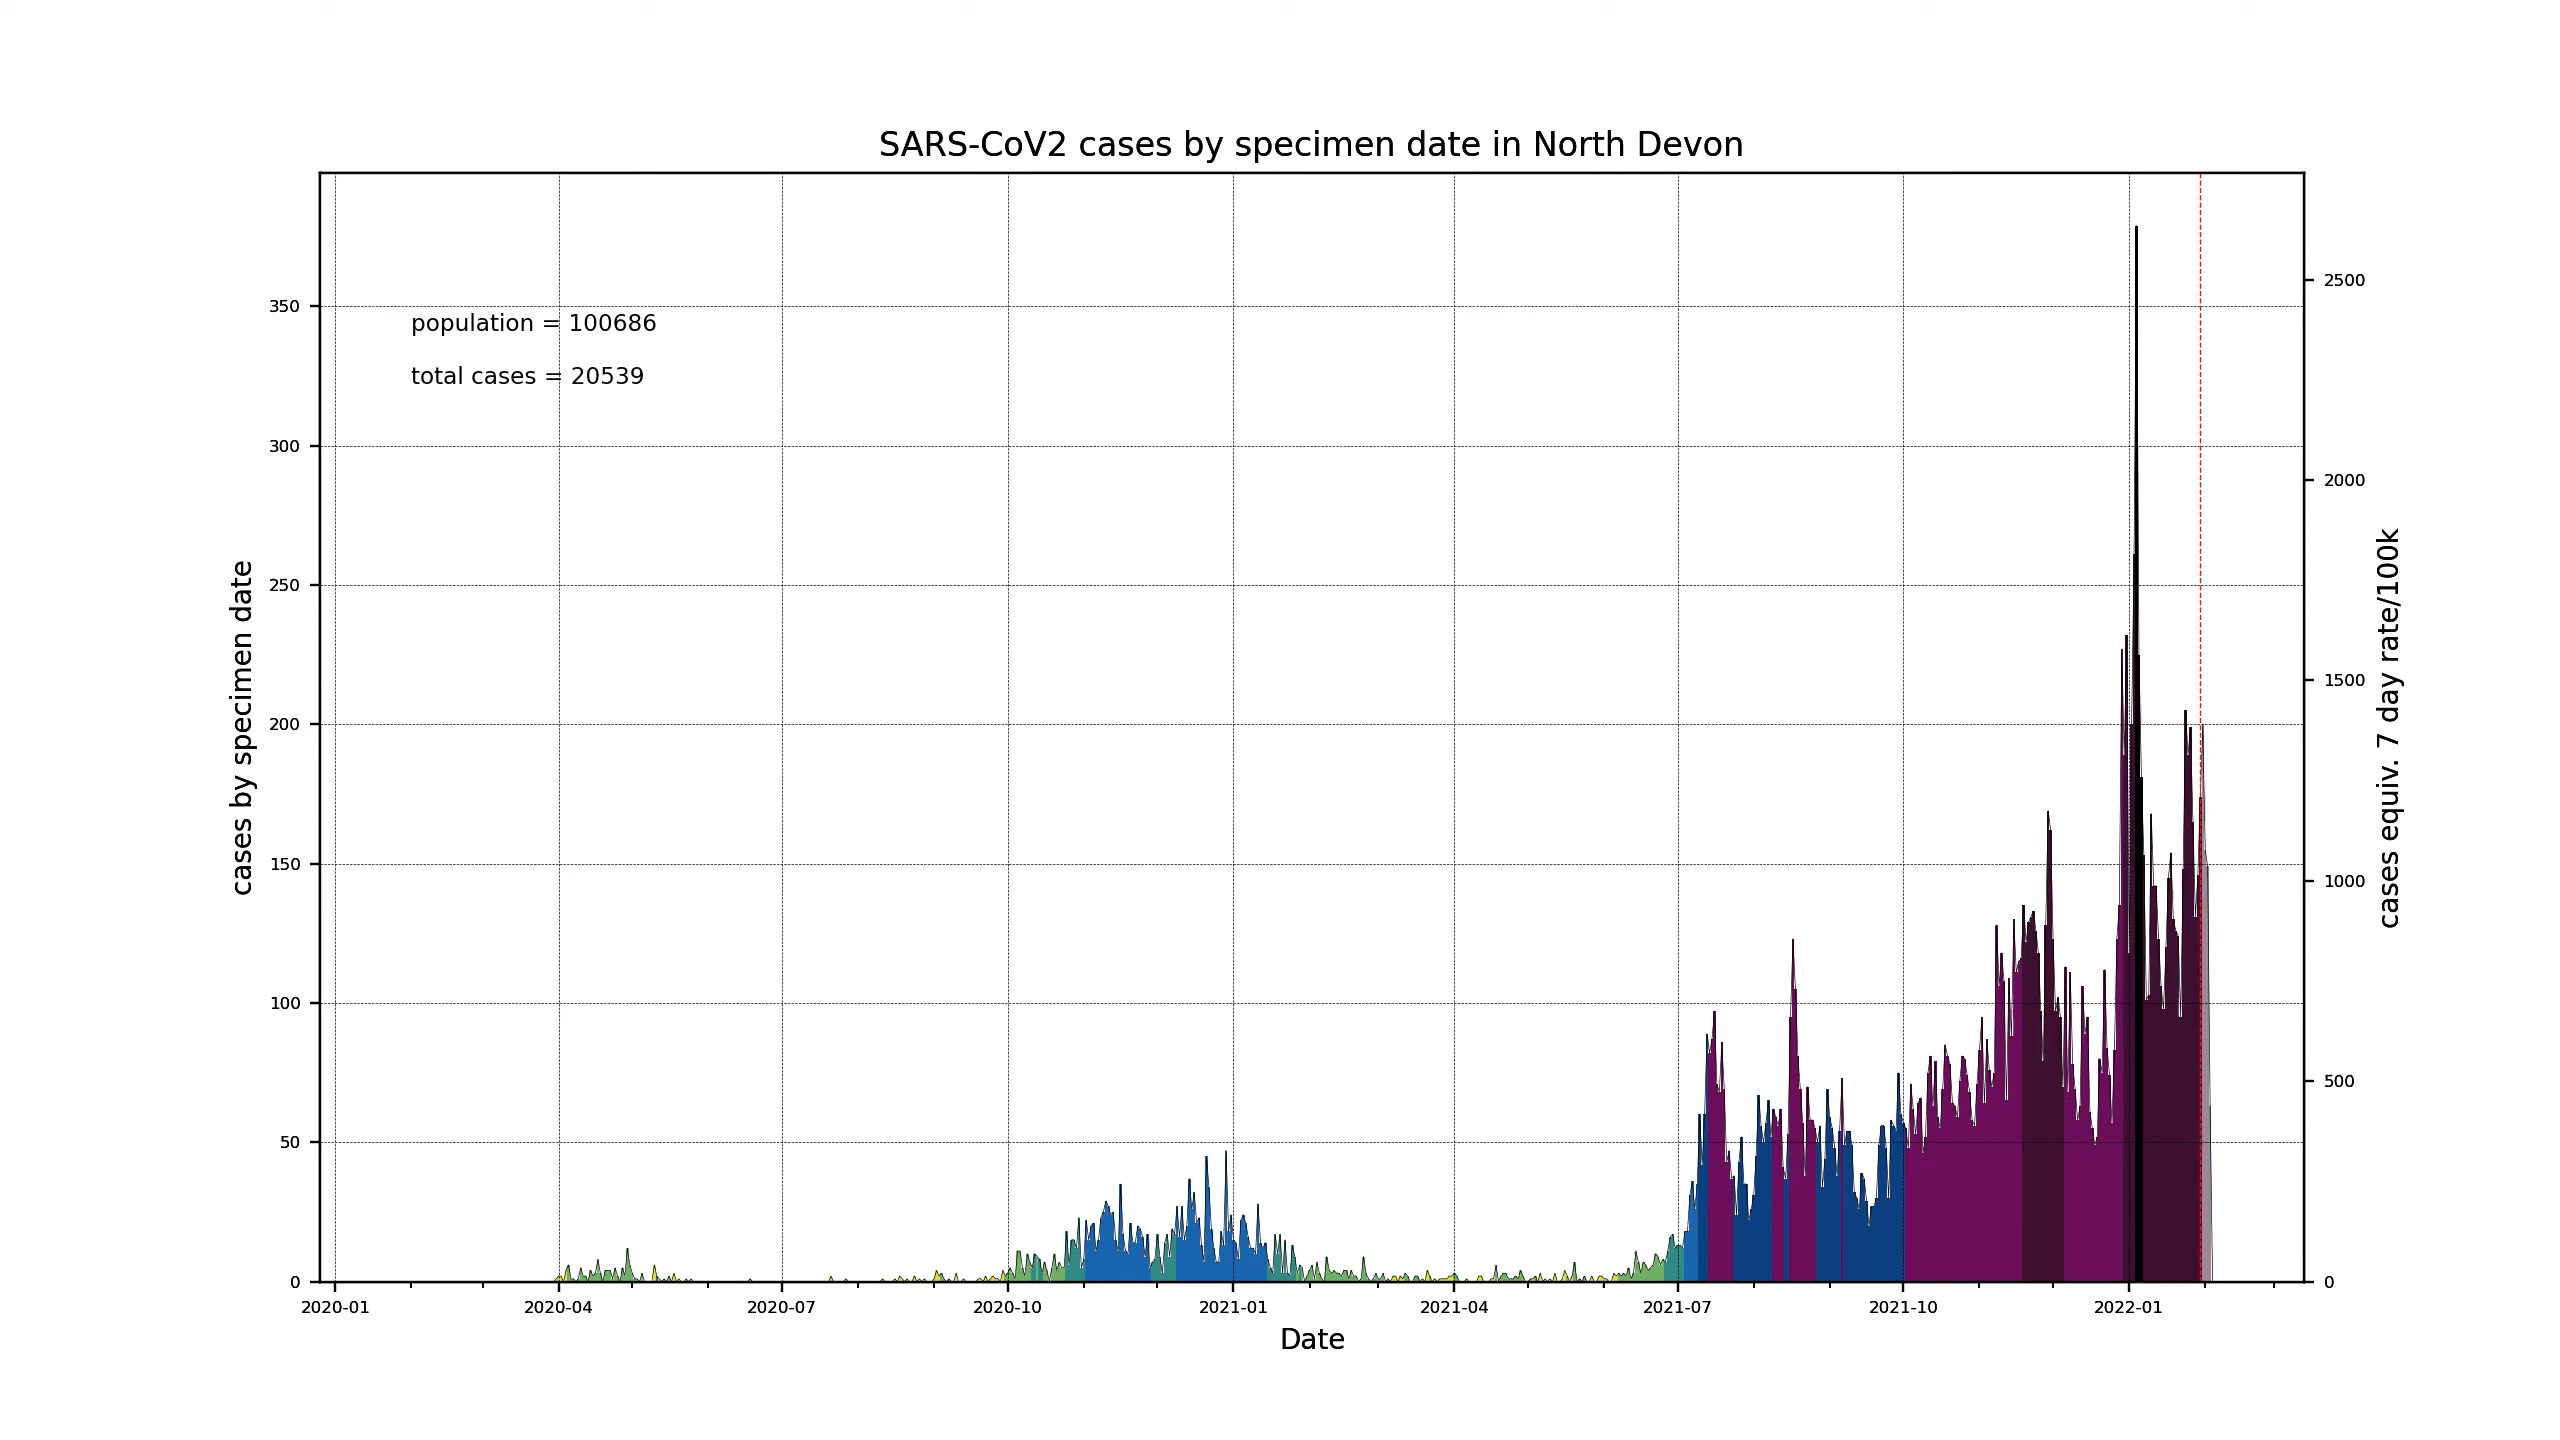 SARS-CoV2 cases by specimen date in North Devon
population = 100686
total cases = 20539
cases by specimen date
350
300
250
200
150
100
50
0
cases equiv. 7 day rate/100k
2500
2000
1500
1000
500
0
2020-01 2020-04 2020-07 2020-10 2021-01 2021-04 2021-07 2021-10 2022-01
Date